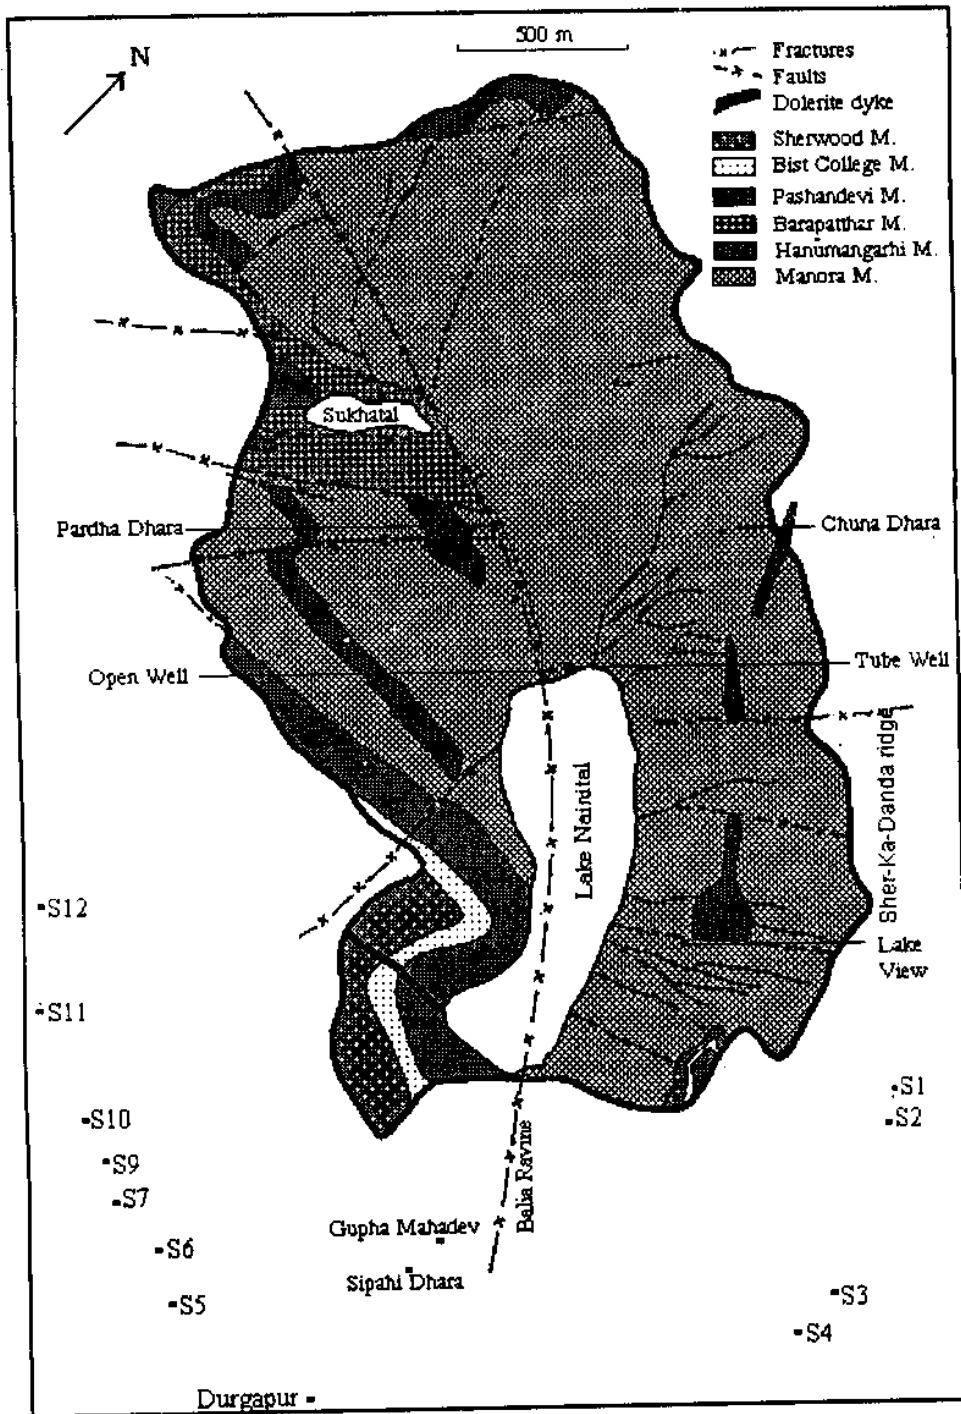 500 m
N
Fractures
Faults
Dolerite dyke
Sherwood M.
Bist College M.
Pashandevi M.
Barapatthar M.
Hanumangarhi M.
Manora M.
Sukhatal
Pardha Dhara
Chuna Dhara
Open Well
Tube Well
Sher-Ka-Danda ridge
Lake Nainital
Lake
View
S12
S11
S10
S9
S7
S6
S5
S1
S2
S3
S4
Balia Ravine
Gupha Mahadev
Sipahi Dhara
Durgapur